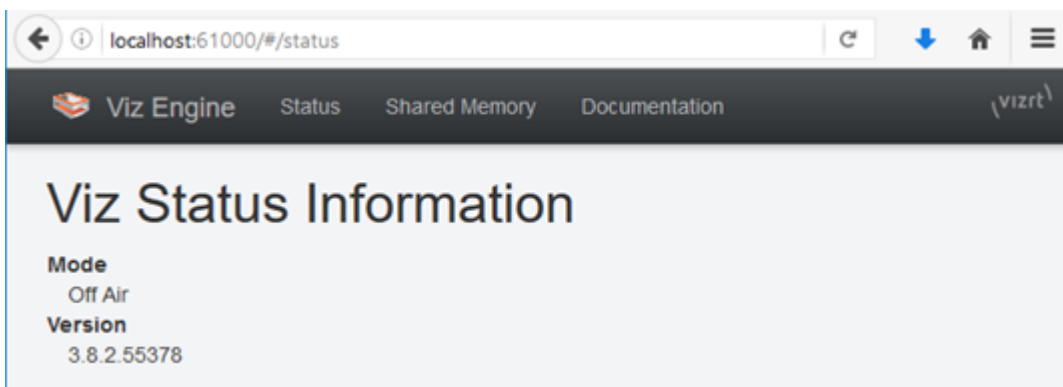 localhost:61000/#/status
Viz Engine Status Shared Memory Documentation vizrt
Viz Status Information
Mode
Off Air
Version
3.8.2.55378